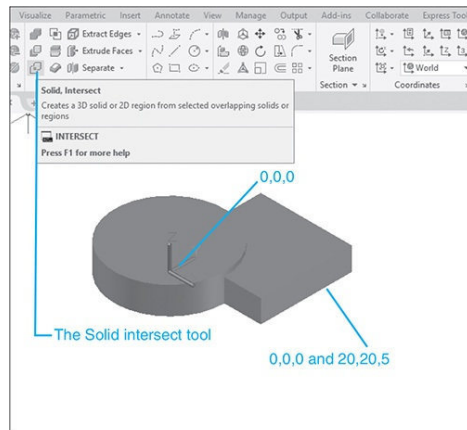 Visualize Parametric Insert Annotate View Manage Output Add-ins Collaborate Express Too
Extract Edges
Extrude Faces
Separate
Section
Plane
World
Section
Coordinates
Solid, Intersect
Creates a 3D solid or 2D region from selected overlapping solids or
regions
INTERSECT
Press F1 for more help
0,0,0
The Solid intersect tool
0,0,0 and 20,20,5